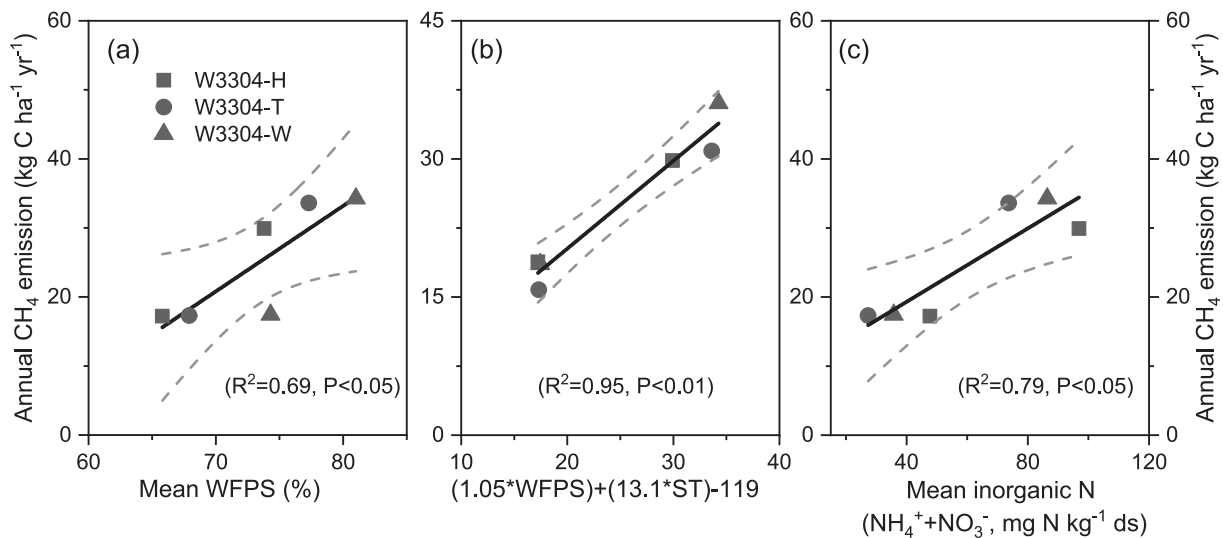 Annual CH₄ emission (kg C ha⁻¹ yr⁻¹)
60
40
20
0
(a)
W3304-H
W3304-T
W3304-W
(R²=0.69, P<0.05)
60
70
80
Mean WFPS (%)
45
30
15
0
(b)
(R²=0.95, P<0.01)
10
20
30
40
(1.05*WFPS)+(13.1*ST)-119
60
40
20
0
(c)
(R²=0.79, P<0.05)
40
80
120
Mean inorganic N
(NH₄⁺+NO₃⁻, mg N kg⁻¹ ds)
60
40
20
0
Annual CH₄ emission (kg C ha⁻¹ yr⁻¹)